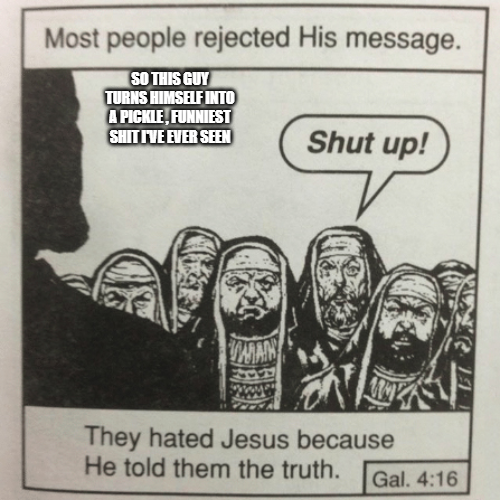 Most people rejected His message.
SO THIS GUY
TURNS HIMSELF INTO
A PICKLE , FUNNIEST
SHIT I'VE EVER SEEN
Shut up!
They hated Jesus because
He told them the truth.
Gal. 4:16